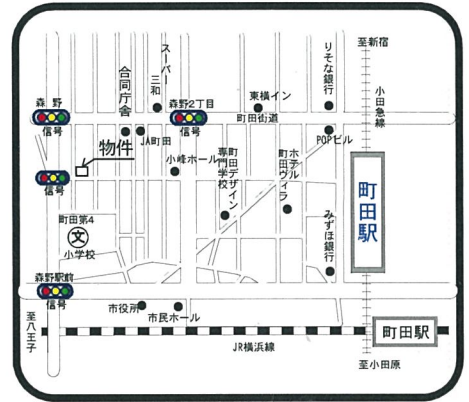 至新宿
小田急線
りそな銀行
スーパー
三和
合同庁舎
森野
信号
森野2丁目
信号
東横イン
町田街道
JA町田
POPビル
物件
小峰ホール
町田デザイン
専門学校
ホテル
町田ヴィラ
町田駅
信号
町田第4
文
小学校
みずほ銀行
森野駅前
信号
市役所
市民ホール
至八王子
町田駅
JR横浜線
至小田原